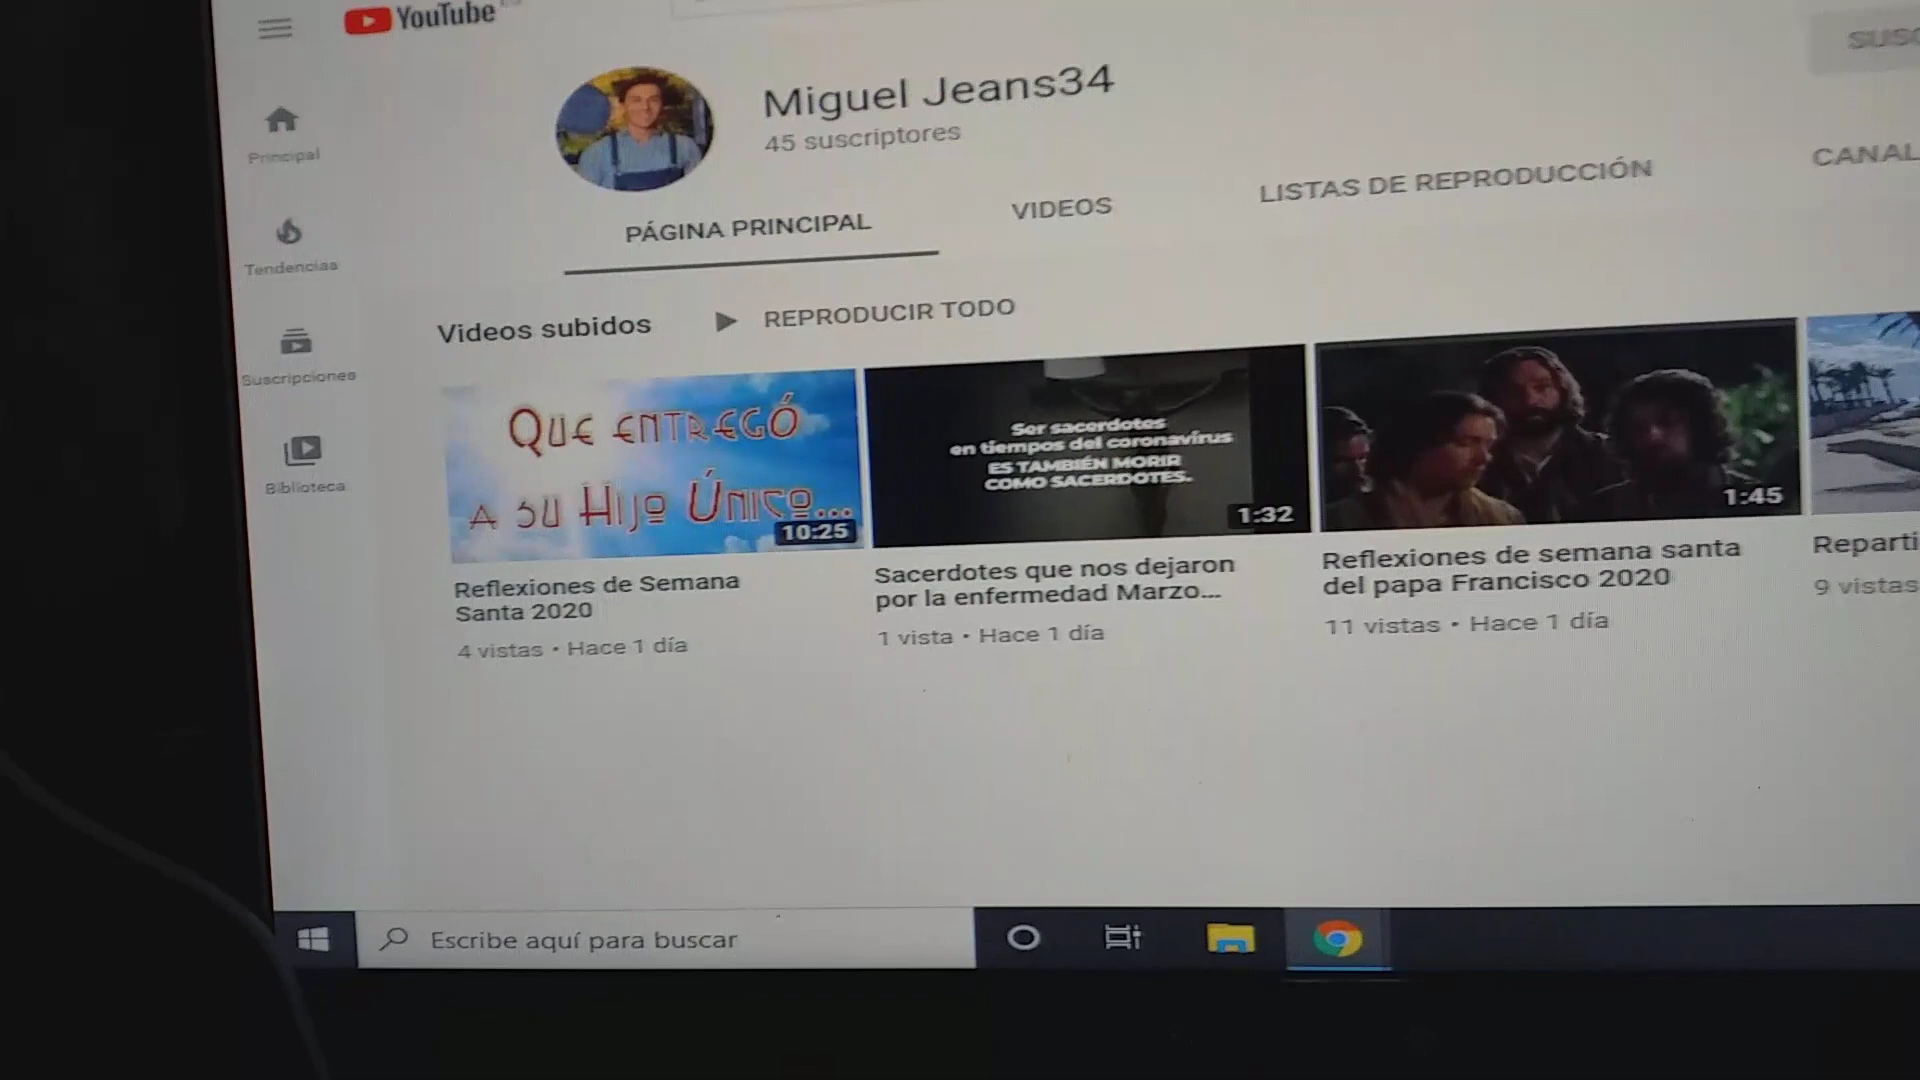 YouTube
Miguel Jeans34
45 suscriptores
Principal
Tendencias
Suscripciones
Biblioteca
PÁGINA PRINCIPAL
VIDEOS
LISTAS DE REPRODUCCIÓN
CANAL
Videos subidos
REPRODUCIR TODO
QUE ENTREGÓ
A SU HIJO ÚNICO...
10:25
Reflexiones de Semana
Santa 2020
4 vistas • Hace 1 día
Ser sacerdotes
en tiempos del coronavirus
ES TAMBIÉN MORIR
COMO SACERDOTES.
1:32
Sacerdotes que nos dejaron
por la enfermedad Marzo...
1 vista • Hace 1 día
1:45
Reflexiones de semana santa
del papa Francisco 2020
11 vistas • Hace 1 día
Reparti
9 vistas
Escribe aquí para buscar